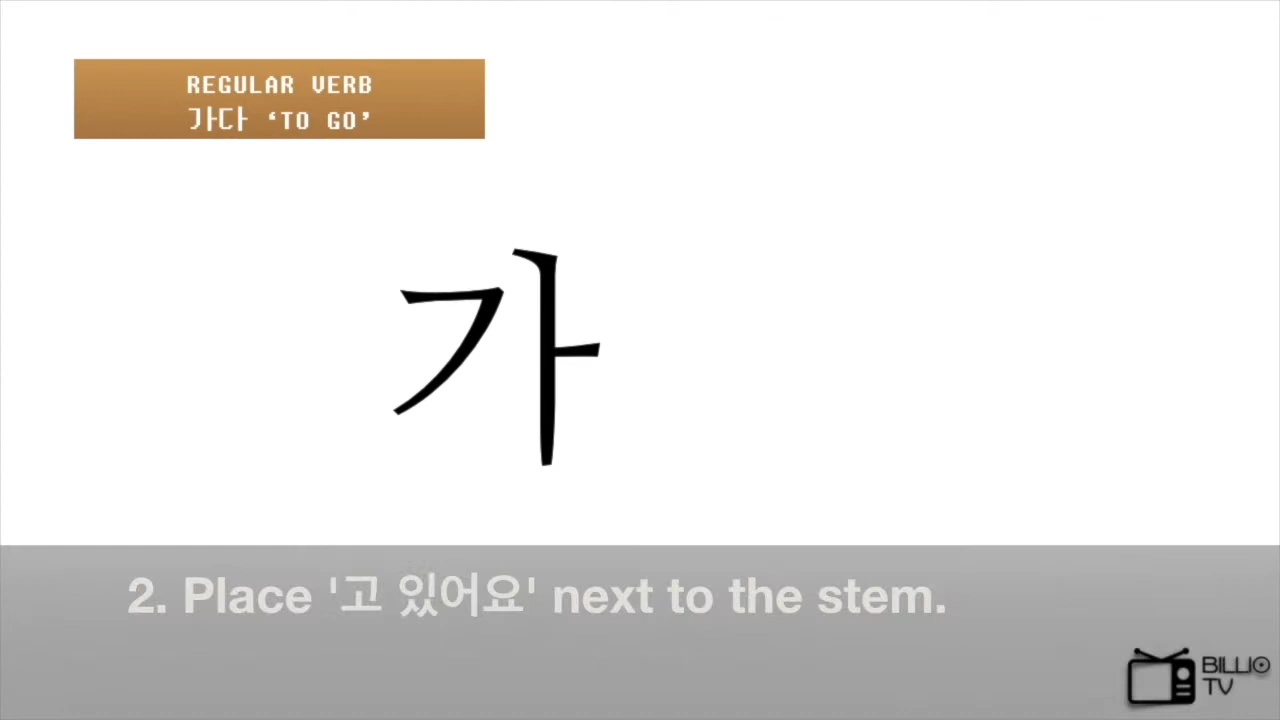 REGULAR VERB
가다 ‘TO GO’
가
2. Place '고 있어요' next to the stem.
BILLIO
TV